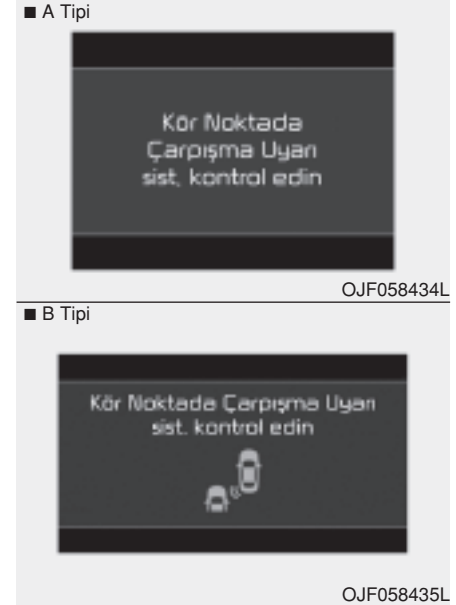 ■ A Tipi
Kör Noktada
Çarpışma Uyarı
sist. kontrol edin
OJF058434L
■ B Tipi
Kör Noktada Çarpışma Uyarı
sist. kontrol edin
OJF058435L